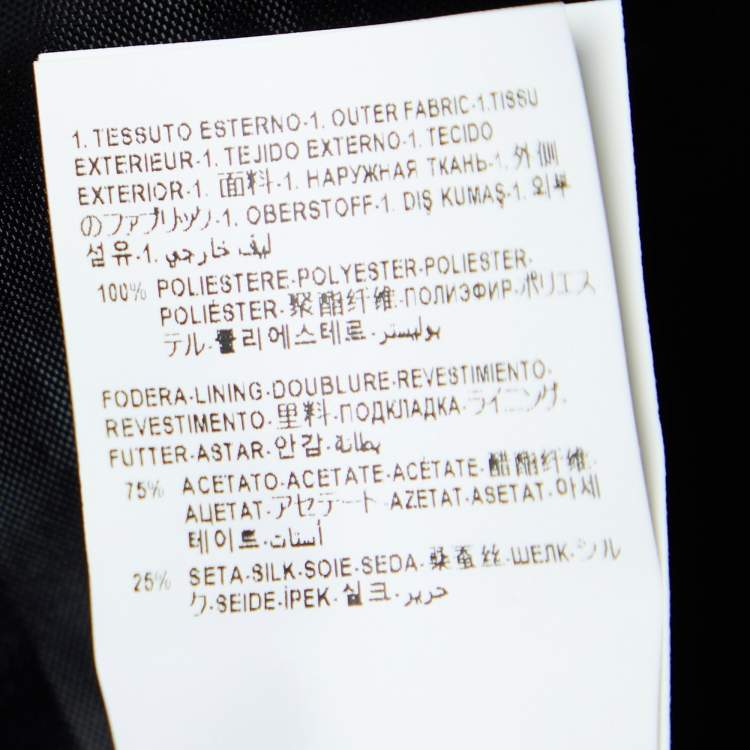 1. TESSUTO ESTERNO-1. OUTER FABRIC-1.TISSU
EXTERIEUR-1. TEJIDO EXTERNO-1. TECIDO
EXTERIOR-1. 面料-1. НАРУЖНАЯ ТКАНЬ-1. 外側
のファブリック-1. OBERSTOFF-1. DIŞ KUMAŞ-1. 외부
섬유-1. ليف خارجي
100% POLIESTERE-POLYESTER-POLIESTER-
POLIÉSTER-聚酯纤维-ПОЛИЭФИР-ポリエス
テル-폴리에스테르-بوليستر
FODERA-LINING-DOUBLURE-REVESTIMIENTO-
REVESTIMENTO-里料-ПОДКЛАДКА-ライニング-
FUTTER-ASTAR-안감-بطانة
75% ACETATO-ACETATE-ACÉTATE-醋酯纤维-
АЦЕТАТ-アセテート-AZETAT-ASETAT-아세
테이트-أستات
25% SETA-SILK-SOIE-SEDA-桑蚕丝-ШЕЛК-シル
ク-SEIDE-İPEK-실크-حرير